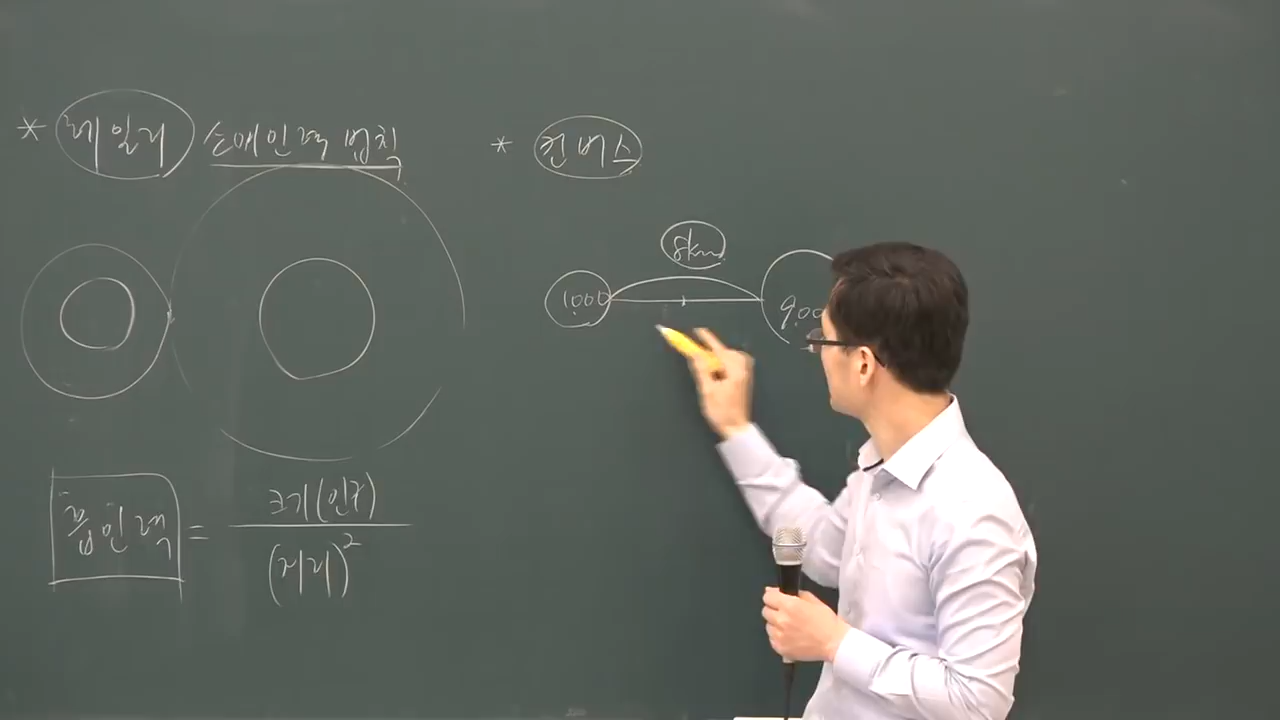 * 레일리 소매인력 법칙
* 컨버스
8km
1000
흡인력 = 크기(인구)
(거리)²